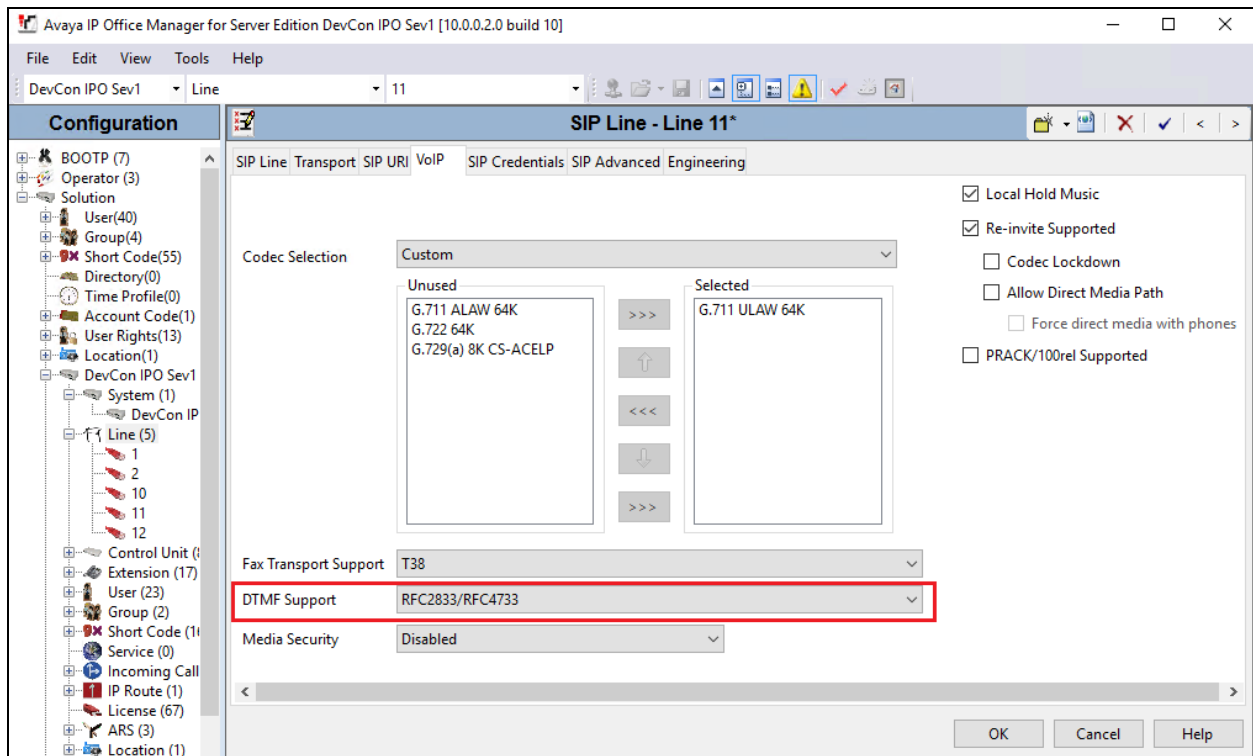 Avaya IP Office Manager for Server Edition DevCon IPO Sev1 [10.0.0.2.0 build 10]
File Edit View Tools Help
DevCon IPO Sev1 Line 11
Configuration
BOOTP (7)
Operator (3)
Solution
User(40)
Group(4)
Short Code(55)
Directory(0)
Time Profile(0)
Account Code(1)
User Rights(13)
Location(1)
DevCon IPO Sev1
System (1)
DevCon IP
Line (5)
1
2
10
11
12
Control Unit (
Extension (17)
User (23)
Group (2)
Short Code (1
Service (0)
Incoming Call
IP Route (1)
License (67)
ARS (3)
Location (1)
SIP Line - Line 11*
SIP Line Transport SIP URI VoIP SIP Credentials SIP Advanced Engineering
Codec Selection Custom
Unused
G.711 ALAW 64K
G.722 64K
G.729(a) 8K CS-ACELP
>>>
<<<
>>>
Selected
G.711 ULAW 64K
Fax Transport Support T38
DTMF Support RFC2833/RFC4733
Media Security Disabled
Local Hold Music
Re-invite Supported
Codec Lockdown
Allow Direct Media Path
Force direct media with phones
PRACK/100rel Supported
OK Cancel Help